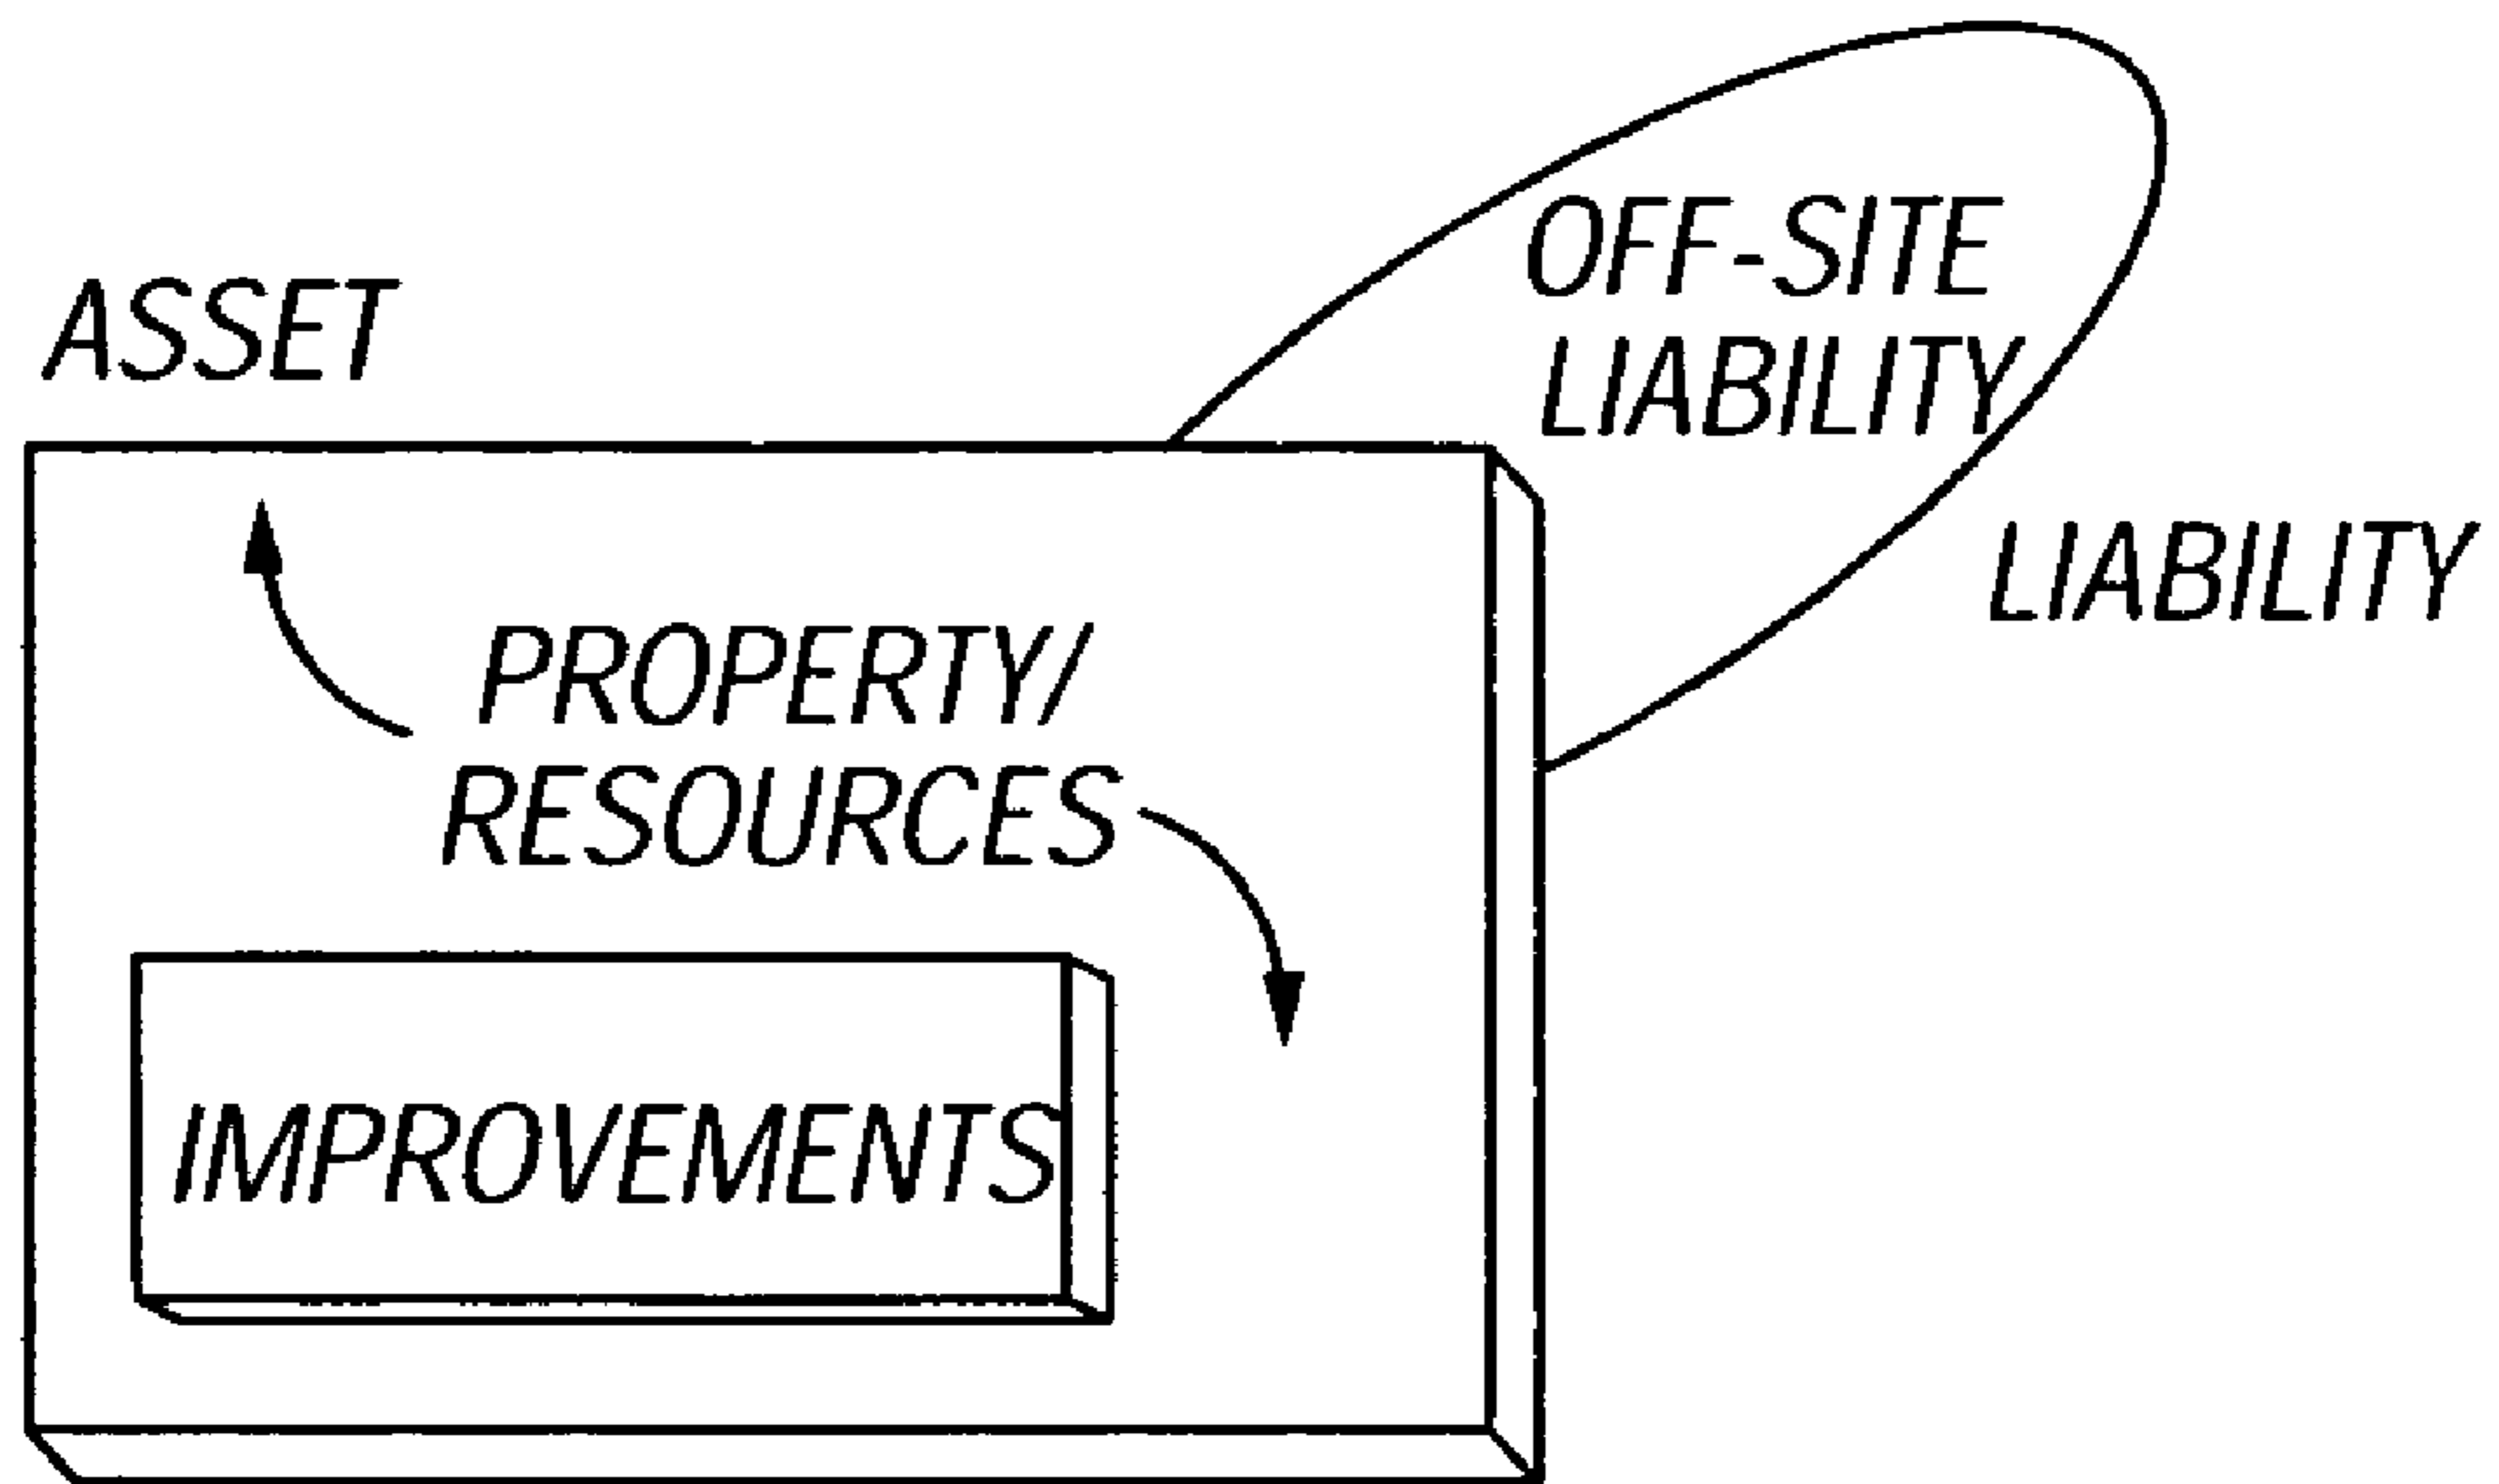 ASSET
OFF-SITE
LIABILITY
LIABILITY
PROPERTY/
RESOURCES
IMPROVEMENTS